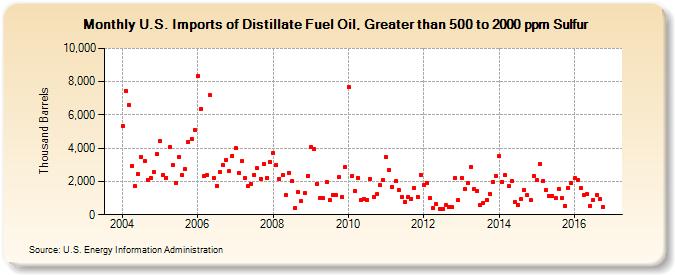 Monthly U.S. Imports of Distillate Fuel Oil, Greater than 500 to 2000 ppm Sulfur
Thousand Barrels
10,000
8,000
6,000
4,000
2,000
0
2004 2006 2008 2010 2012 2014 2016
Source: U.S. Energy Information Administration